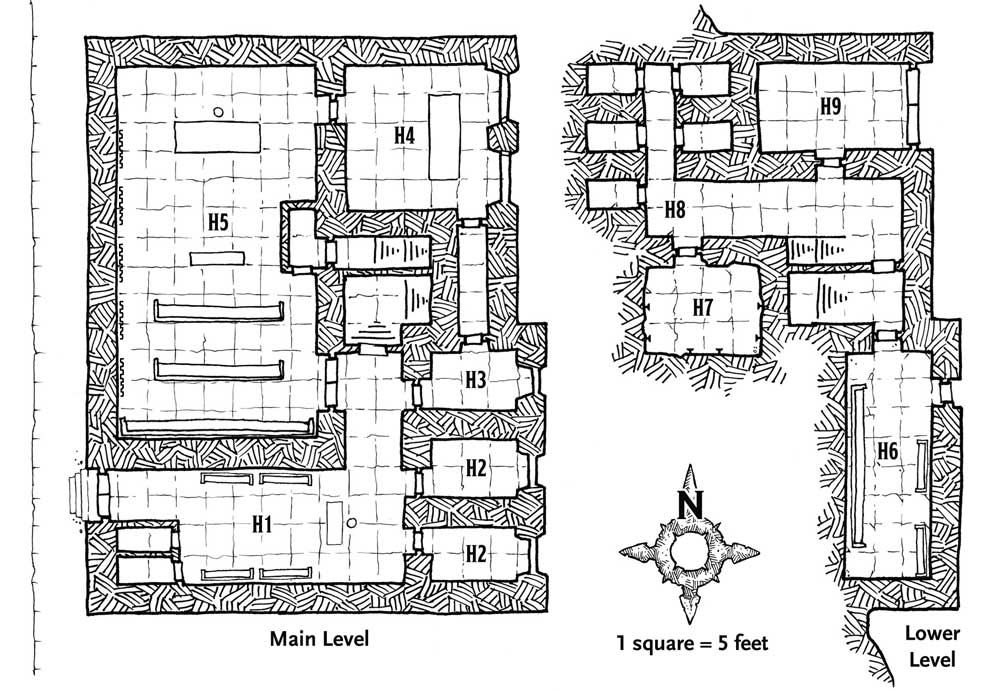 H4
H9
H5
H8
H7
H3
H6
H2
H1
N
H2
Main Level
1 square = 5 feet
Lower
Level